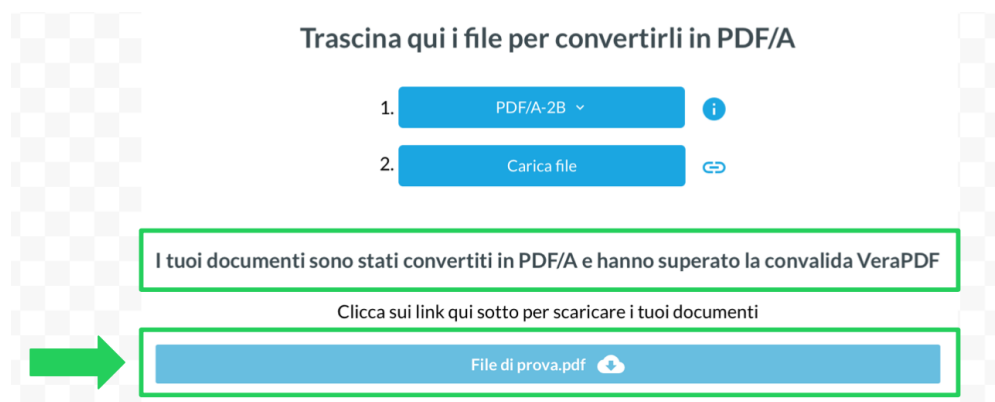 Trascina qui i file per convertirli in PDF/A
1. PDF/A-2B
2. Carica file
I tuoi documenti sono stati convertiti in PDF/A e hanno superato la convalida VeraPDF
Clicca sui link qui sotto per scaricare i tuoi documenti
File di prova.pdf